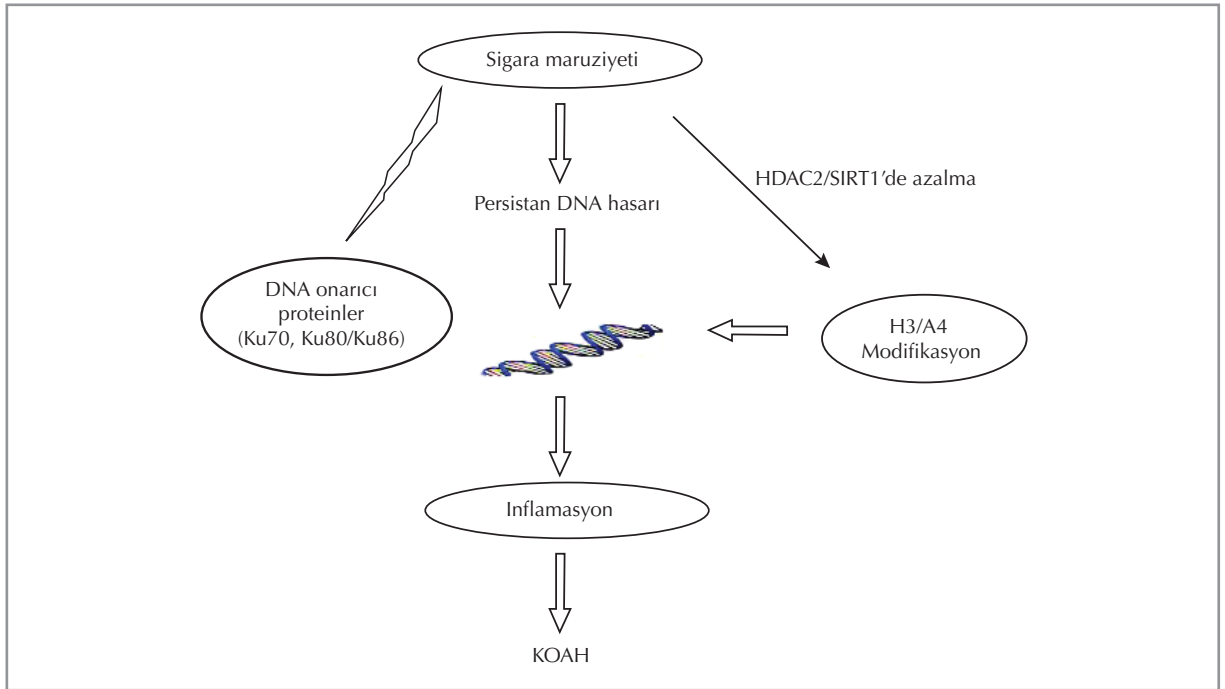 Sigara maruziyeti
HDAC2/SIRT1'de azalma
Persistan DNA hasarı
DNA onarıcı
proteinler
(Ku70, Ku80/Ku86)
H3/A4
Modifikasyon
Inflamasyon
KOAH